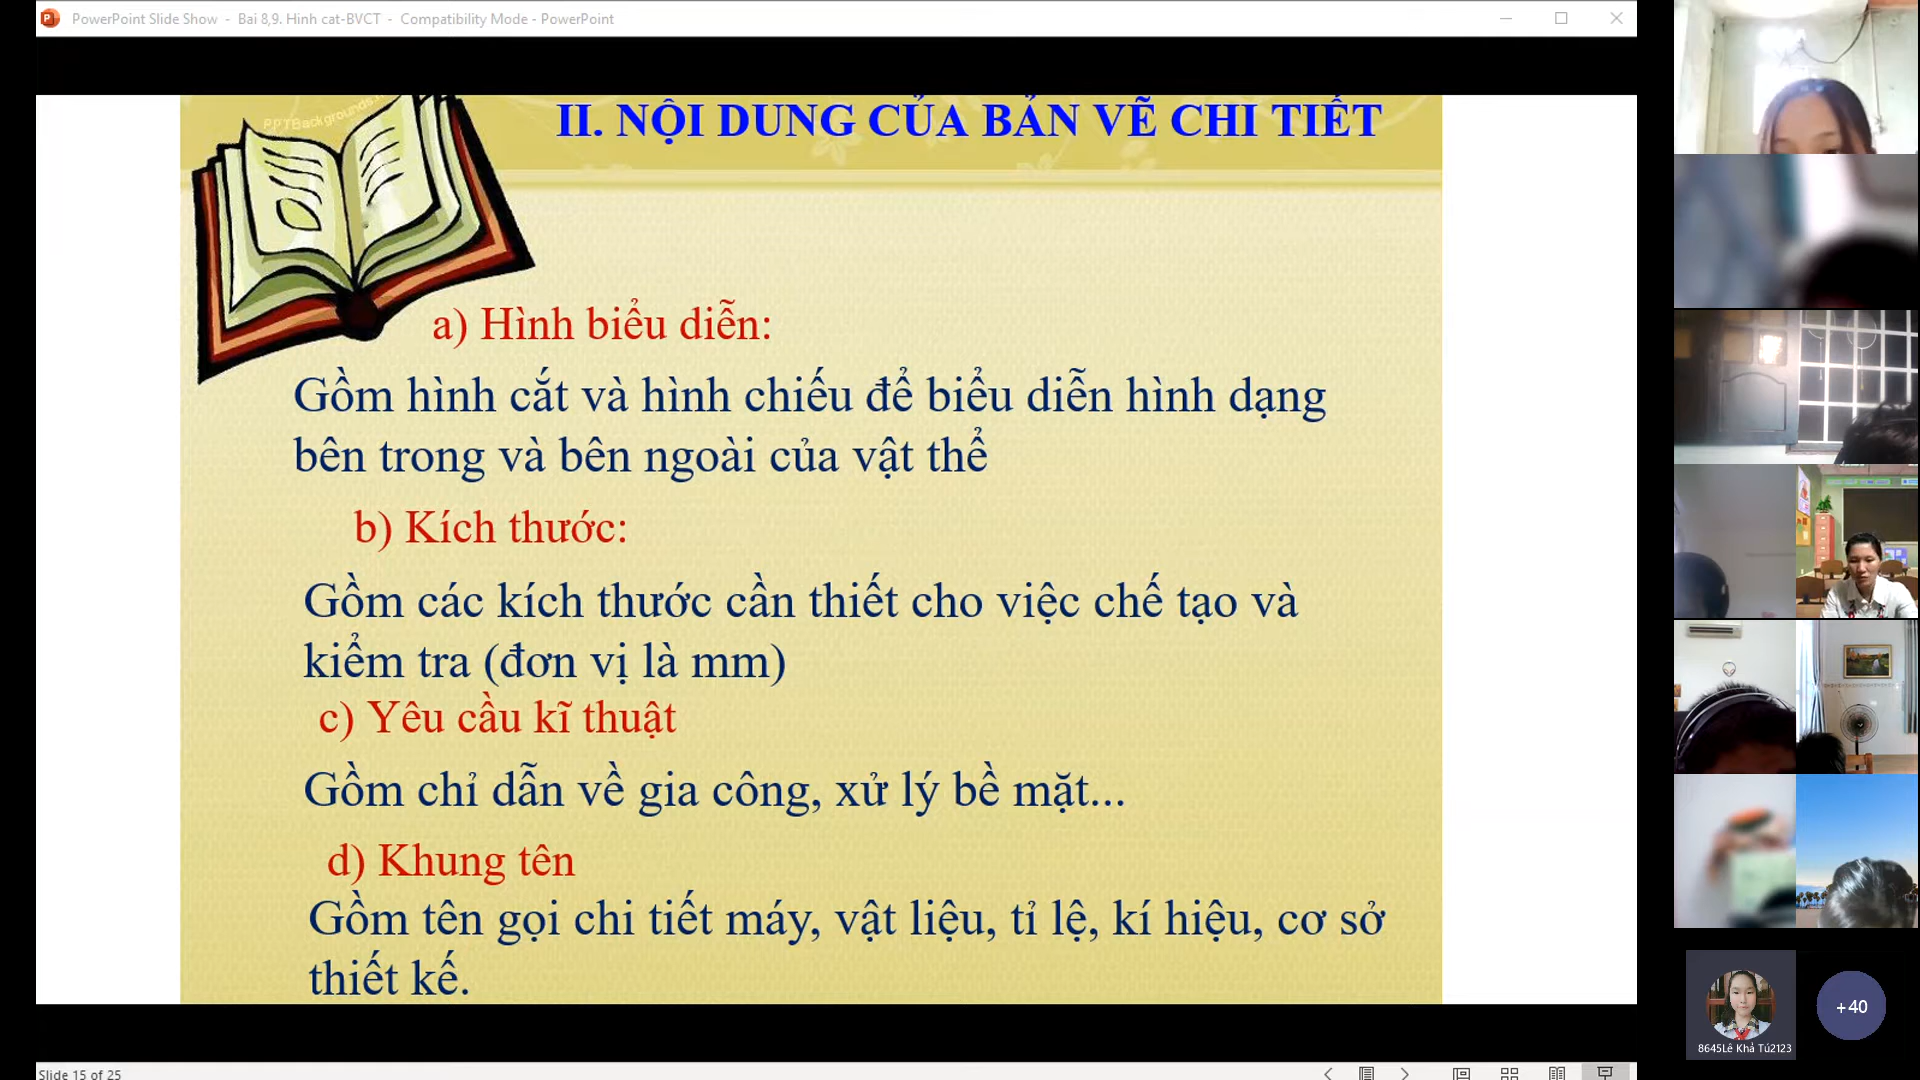 PowerPoint Slide Show - Bai 8,9. Hinh cat-BVCT - Compatibility Mode - PowerPoint
PPTBackgrounds.
II. NỘI DUNG CỦA BẢN VẼ CHI TIẾT
a) Hình biểu diễn:
Gồm hình cắt và hình chiếu để biểu diễn hình dạng
bên trong và bên ngoài của vật thể
b) Kích thước:
Gồm các kích thước cần thiết cho việc chế tạo và
kiểm tra (đơn vị là mm)
c) Yêu cầu kĩ thuật
Gồm chỉ dẫn về gia công, xử lý bề mặt...
d) Khung tên
Gồm tên gọi chi tiết máy, vật liệu, tỉ lệ, kí hiệu, cơ sở
thiết kế.
Slide 15 of 25
+40
8645Lê Khả Tú2123